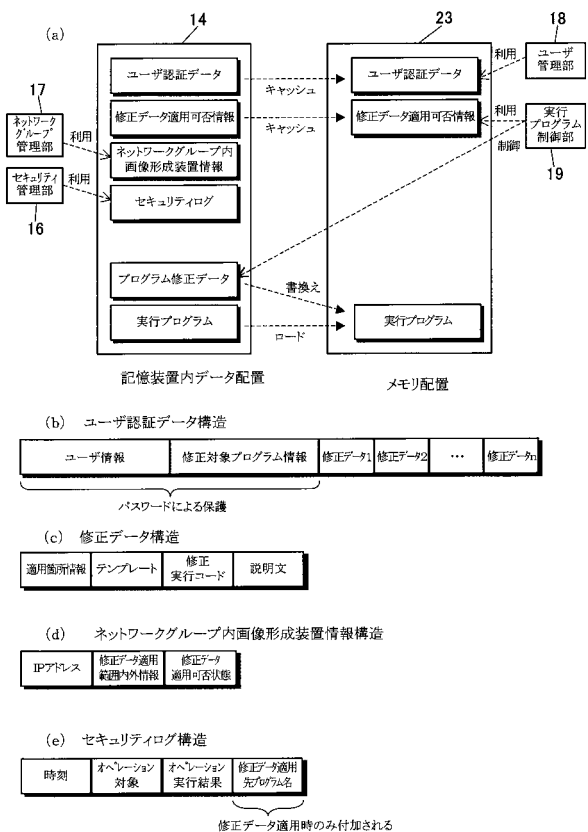 (a)
14
23
18
ユーザ
管理部
利用
ユーザ認証データ
キャッシュ
ユーザ認証データ
17
ネットワーク
グループ
管理部
利用
修正データ適用可否情報
キャッシュ
修正データ適用可否情報
利用
制御
実行
プログラム
制御部
19
ネットワークグループ内
画像形成装置情報
セキュリティ
管理部
16
利用
セキュリティログ
プログラム修正データ
書換え
実行プログラム
ロード
実行プログラム
記憶装置内データ配置
メモリ配置
(b) ユーザ認証データ構造
ユーザ情報
修正対象プログラム情報
修正データ1
修正データ2
…
修正データn
パスワードによる保護
(c) 修正データ構造
適用箇所情報
テンプレート
修正
実行コード
説明文
(d) ネットワークグループ内画像形成装置情報構造
IPアドレス
修正データ適用
範囲内外情報
修正データ
適用可否状態
(e) セキュリティログ構造
時刻
オペレーション
対象
オペレーション
実行結果
修正データ適用
先プログラム名
修正データ適用時のみ付加される